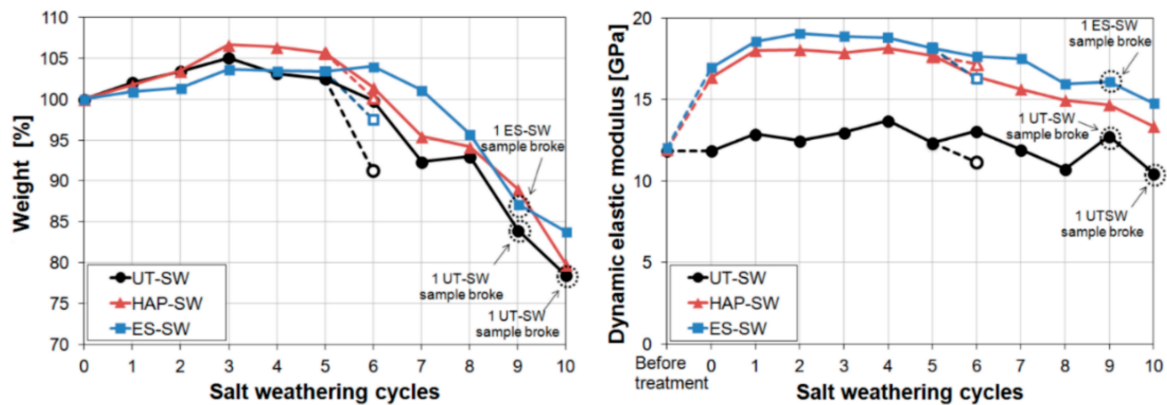 110
105
100
95
90
85
80
75
70
Weight [%]
1 ES-SW
sample broke
1 UT-SW
sample broke
1 UT-SW
sample broke
UT-SW
HAP-SW
ES-SW
0 1 2 3 4 5 6 7 8 9 10
Salt weathering cycles
20
15
10
5
0
Dynamic elastic modulus [GPa]
1 ES-SW
sample broke
1 UT-SW
sample broke
1 UTSW
sample broke
UT-SW
HAP-SW
ES-SW
Before
treatment
0 1 2 3 4 5 6 7 8 9 10
Salt weathering cycles